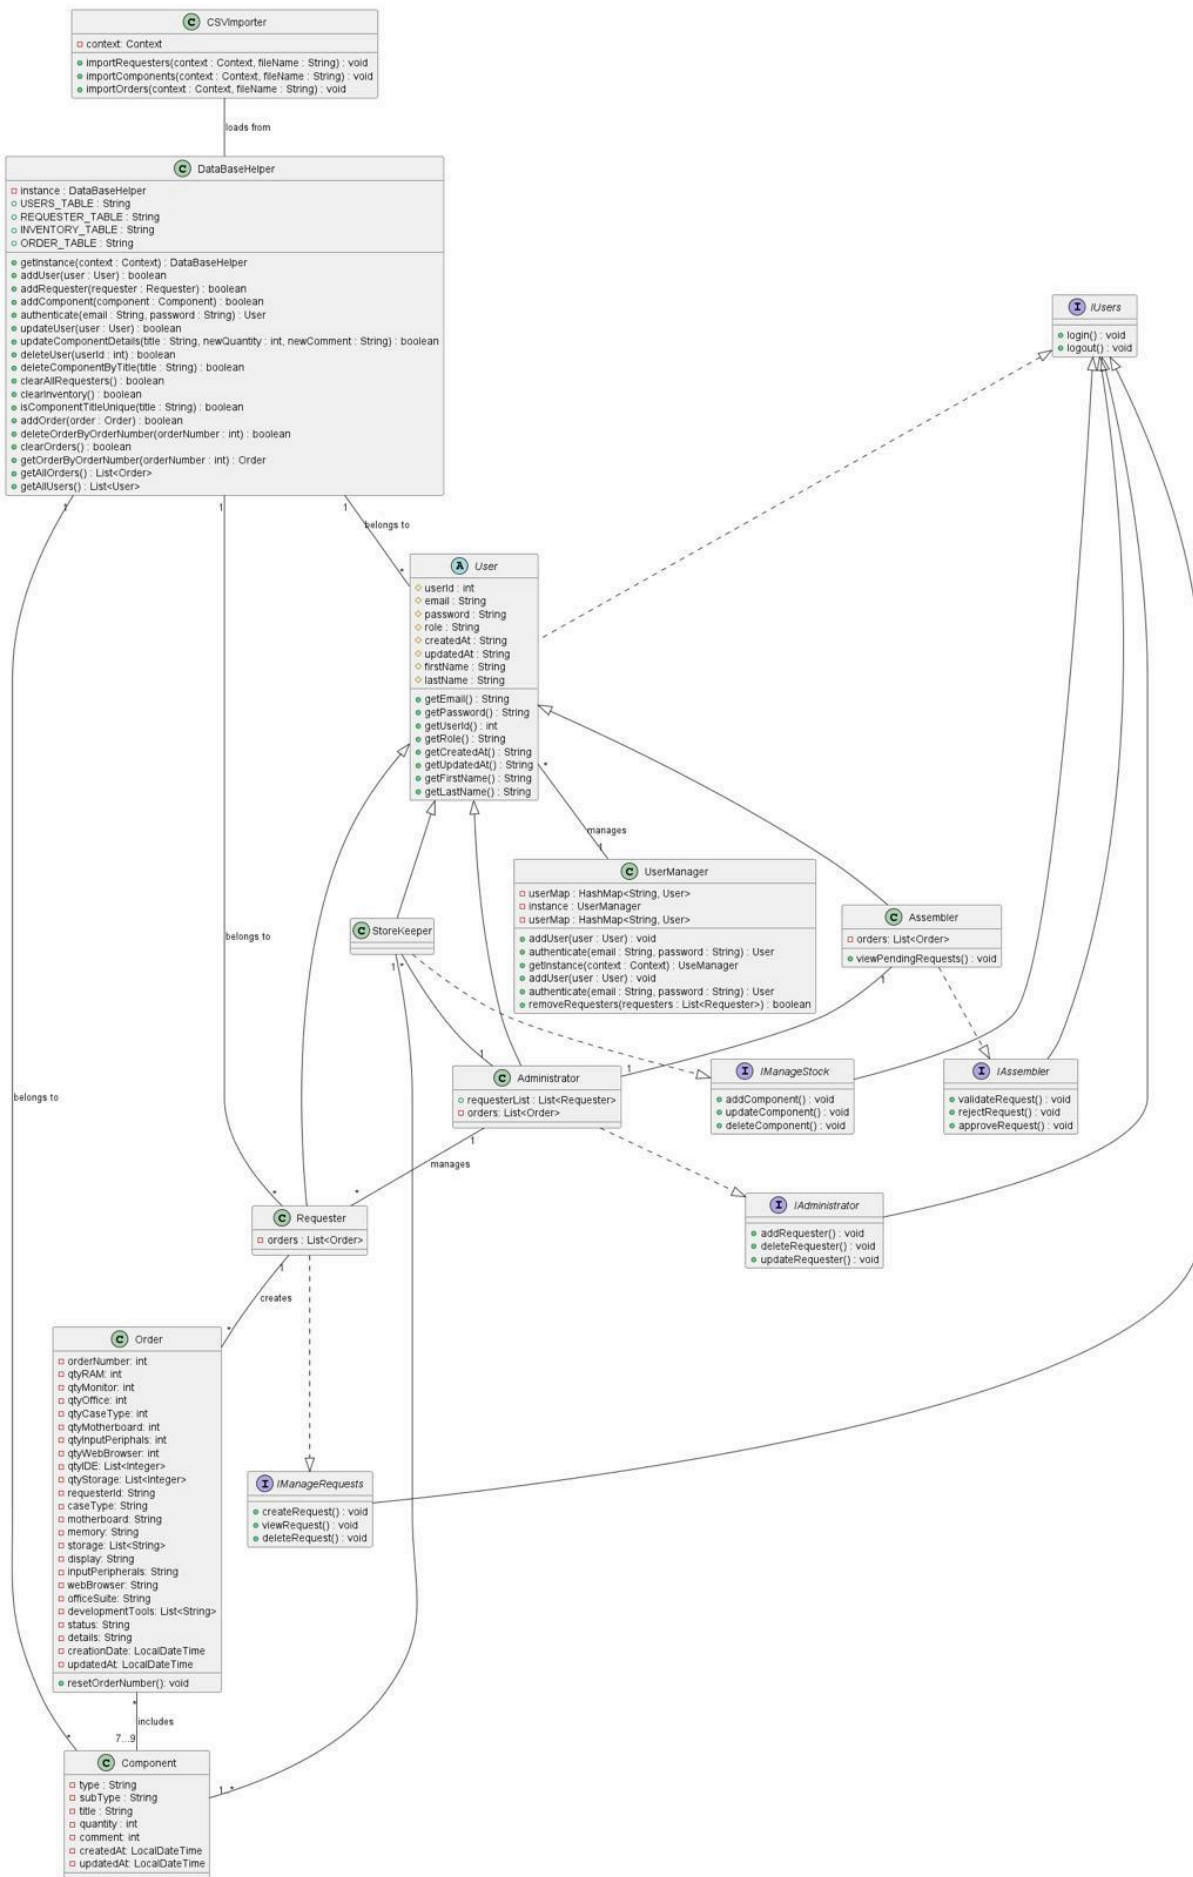 C CSVImporter
context: Context
importRequesters(context : Context, fileName : String) : void
importComponents(context : Context, fileName : String) : void
importOrders(context : Context, fileName : String) : void
loads from
C DataBaseHelper
instance : DataBaseHelper
USERS_TABLE : String
REQUESTER_TABLE : String
INVENTORY_TABLE : String
ORDER_TABLE : String
getInstance(context : Context) : DataBaseHelper
addUser(user : User) : boolean
addRequester(requester : Requester) : boolean
addComponent(component : Component) : boolean
authenticate(email : String, password : String) : User
updateUser(user : User) : boolean
updateComponentDetails(title : String, newQuantity : int, newComment : String) : boolean
deleteUser(userId : int) : boolean
deleteComponentByTitle(title : String) : boolean
clearAllRequesters() : boolean
clearInventory() : boolean
isComponentTitleUnique(title : String) : boolean
addOrder(order : Order) : boolean
deleteOrderByOrderNumber(orderNumber : int) : boolean
clearOrders() : boolean
getOrderByOrderNumber(orderNumber : int) : Order
getAllOrders() : List<Order>
getAllUsers() : List<User>
I IUsers
login() : void
logout() : void
1
1
1
belongs to
*
A User
userId : int
email : String
password : String
role : String
createdAt : String
updatedAt : String
firstName : String
lastName : String
getEmail() : String
getPassword() : String
getUserId() : int
getRole() : String
getCreatedAt() : String
getUpdatedAt() : String
getFirstName() : String
getLastName() : String
*
manages
1
C UserManager
userMap : HashMap<String, User>
instance : UserManager
userMap : HashMap<String, User>
addUser(user : User) : void
authenticate(email : String, password : String) : User
getInstance(context : Context) : UseManager
addUser(user : User) : void
authenticate(email : String, password : String) : User
removeRequesters(requesters : List<Requester>) : boolean
C Assembler
orders: List<Order>
viewPendingRequests() : void
1
C StoreKeeper
1 *
belongs to
1
1
C Administrator
requesterList : List<Requester>
orders: List<Order>
1
manages
*
*
I IManageStock
addComponent() : void
updateComponent() : void
deleteComponent() : void
I IAssembler
validateRequest() : void
rejectRequest() : void
approveRequest() : void
belongs to
I IAdministrator
addRequester() : void
deleteRequester() : void
updateRequester() : void
C Requester
orders : List<Order>
1
creates
*
C Order
orderNumber: int
qtyRAM: int
qtyMonitor: int
qtyOffice: int
qtyCaseType: int
qtyMotherboard: int
qtyInputPeriphals: int
qtyWebBrowser: int
qtyIDE: List<Integer>
qtyStorage: List<Integer>
requesterId: String
caseType: String
motherboard: String
memory: String
storage: List<String>
display: String
inputPeripherals: String
webBrowser: String
officeSuite: String
developmentTools: List<String>
status: String
details: String
creationDate: LocalDateTime
updatedAt: LocalDateTime
resetOrderNumber(): void
I IManageRequests
createRequest() : void
viewRequest() : void
deleteRequest() : void
*
includes
7...9
*
C Component
type : String
subType : String
title : String
quantity : int
comment: int
createdAt: LocalDateTime
updatedAt: LocalDateTime
1..*